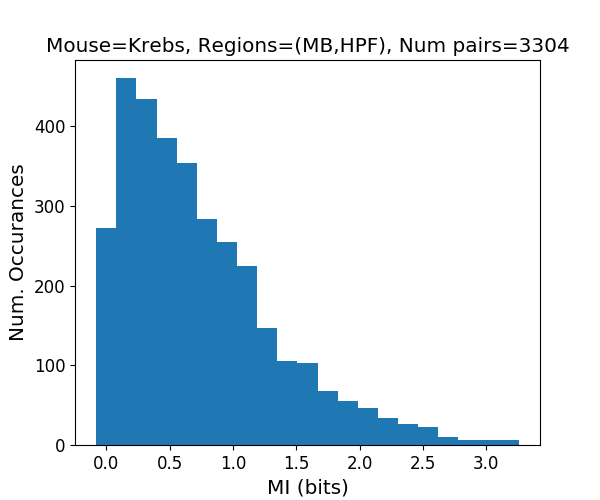 Mouse=Krebs, Regions=(MB,HPF), Num pairs=3304
Num. Occurances
400
300
200
100
0
0.0 0.5 1.0 1.5 2.0 2.5 3.0
MI (bits)